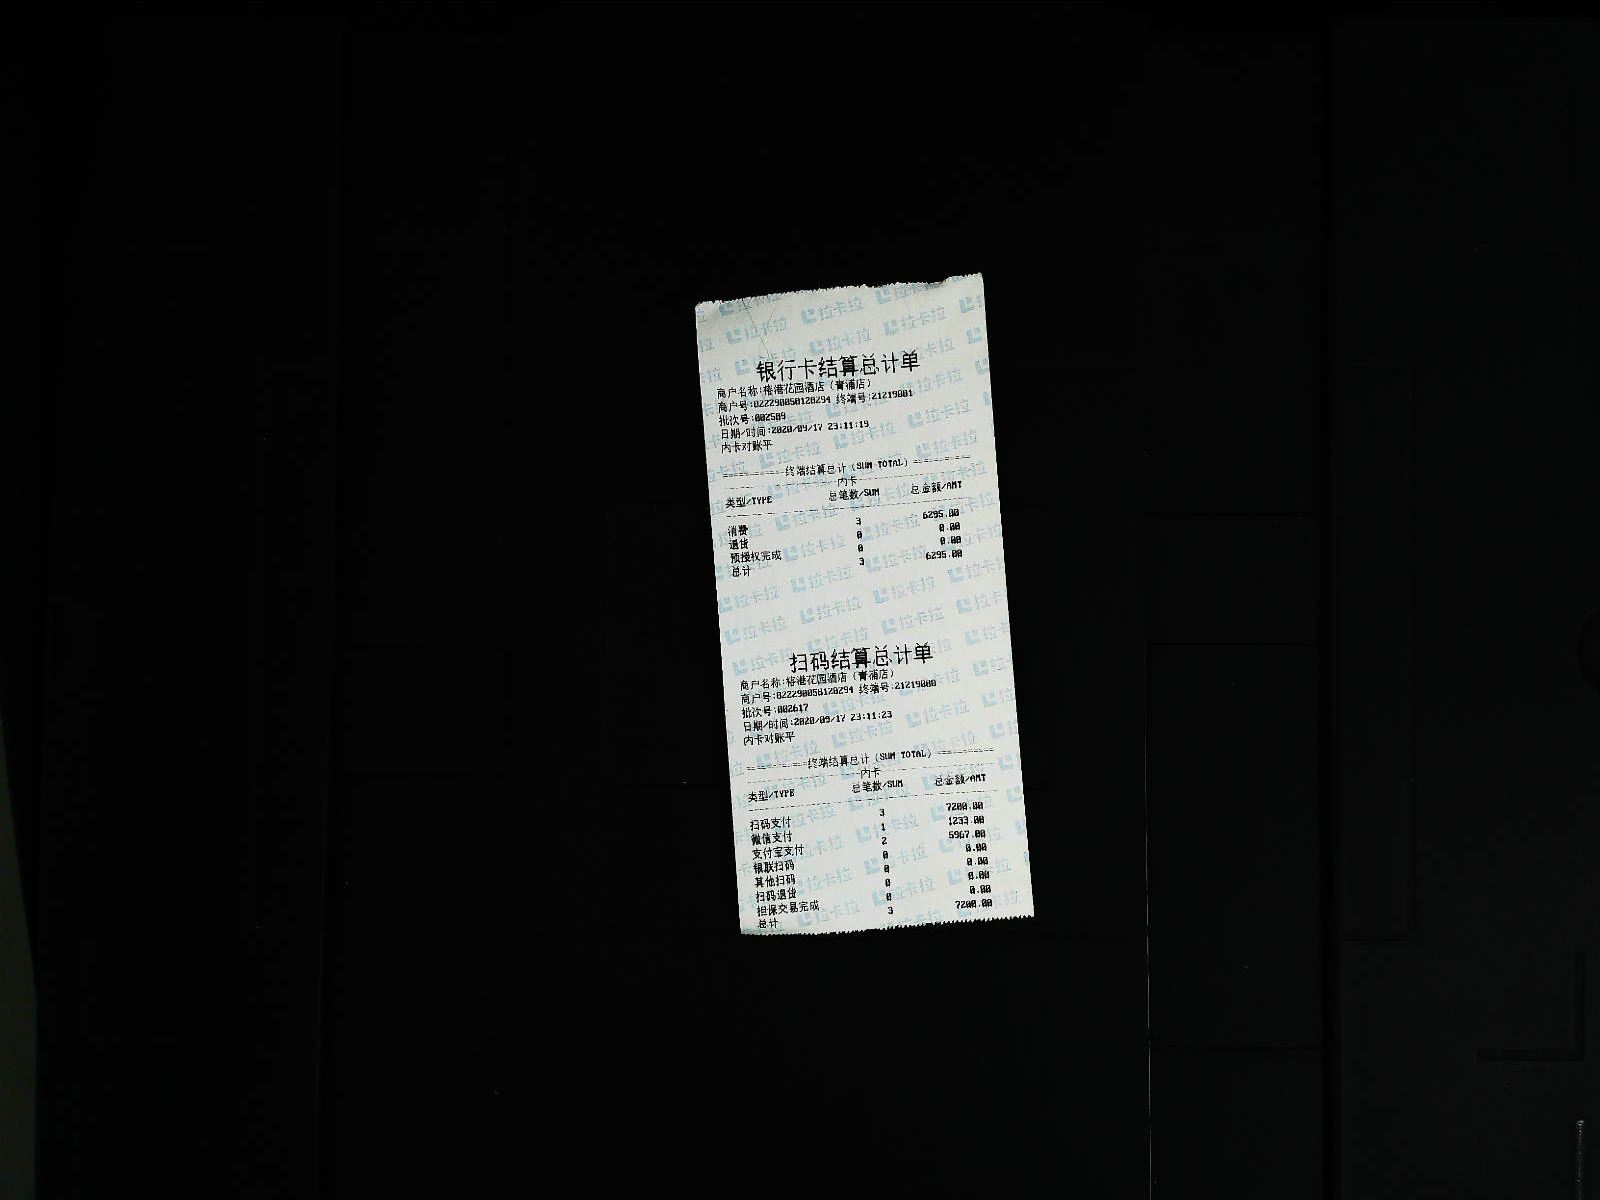 银行卡结算总计单
商户名称:榕港花园酒店(青浦店)
商户号:822290058120294 终端号:21219001
批次号:002589
日期/时间:2020/09/17 23:11:19
内卡对账平
==========终端结算总计(SUM TOTAL)==========
内卡
类型/TYPE 总笔数/SUM 总金额/AMT
消费 3 6295.00
退货 0 0.00
预授权完成 0 0.00
总计 3 6295.00
扫码结算总计单
商户名称:榕港花园酒店(青浦店)
商户号:822290058120294 终端号:21219000
批次号:002617
日期/时间:2020/09/17 23:11:23
内卡对账平
==========终端结算总计(SUM TOTAL)==========
内卡
类型/TYPE 总笔数/SUM 总金额/AMT
扫码支付 3 7200.00
微信支付 1 1233.00
支付宝支付 2 5967.00
银联扫码 0 0.00
其他扫码 0 0.00
扫码退货 0 0.00
担保交易完成 0 0.00
总计 3 7200.00
拉卡拉